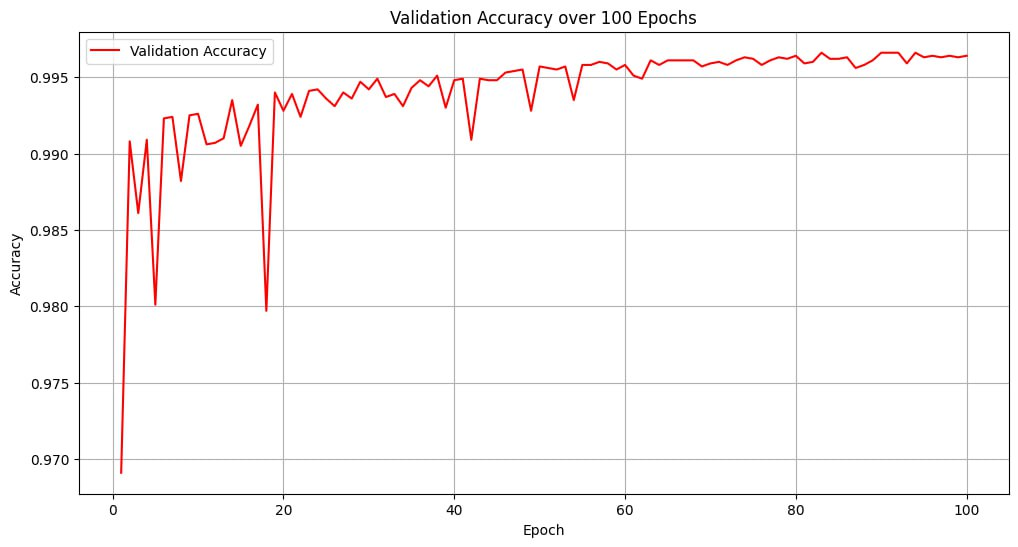 Validation Accuracy over 100 Epochs
Validation Accuracy
0.995
0.990
0.985
0.980
0.975
0.970
Accuracy
0 20 40 60 80 100
Epoch